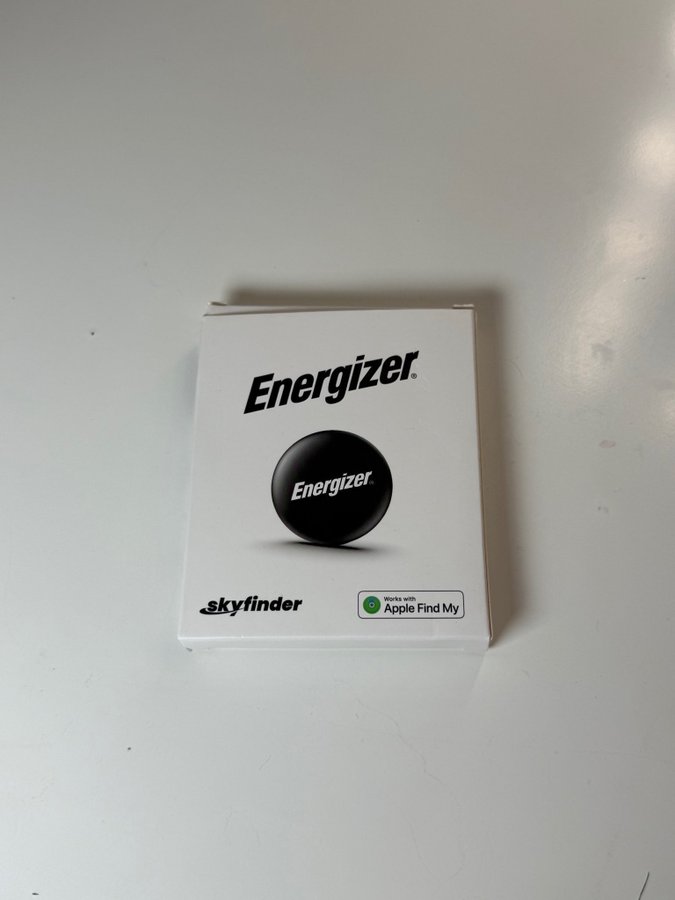 Energizer®
Energizer
skyfinder
Works with
Apple Find My